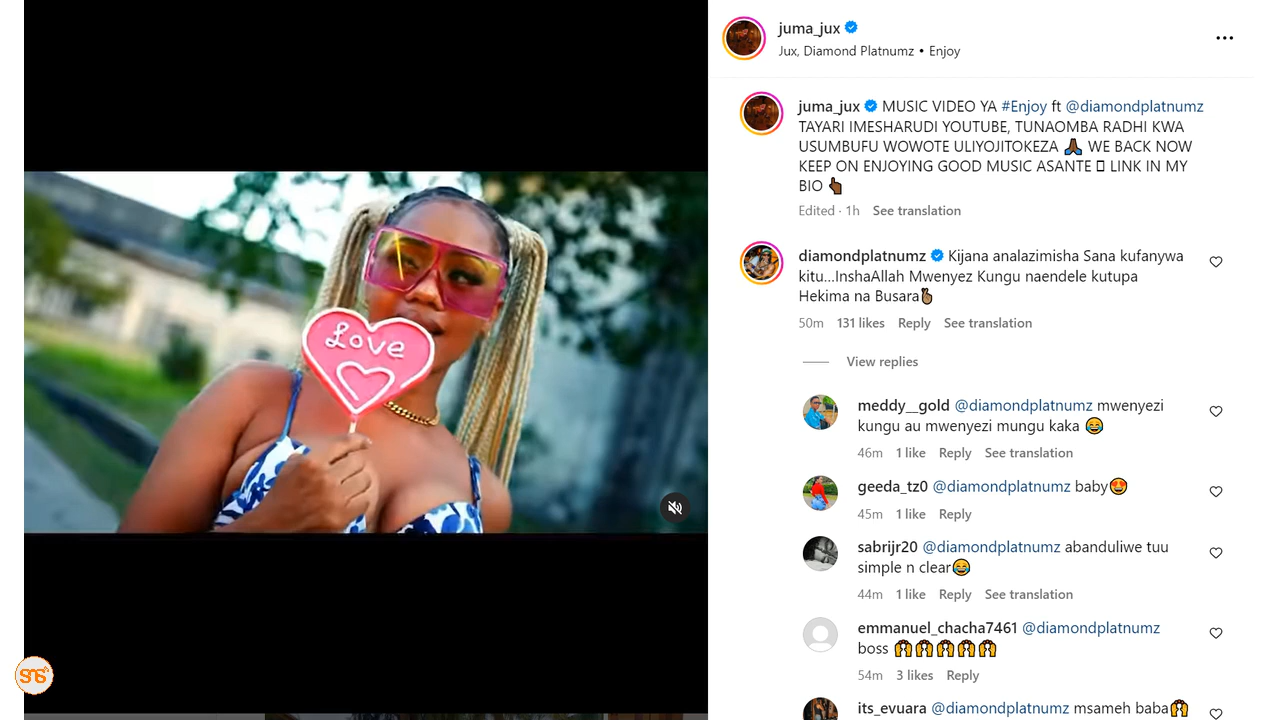 Love
SNS
juma_jux
Jux, Diamond Platnumz • Enjoy
juma_jux MUSIC VIDEO YA #Enjoy ft @diamondplatnumz
TAYARI IMESHARUDI YOUTUBE, TUNAOMBA RADHI KWA
USUMBUFU WOWOTE ULIYOJITOKEZA 🙏🏾 WE BACK NOW
KEEP ON ENJOYING GOOD MUSIC ASANTE LINK IN MY
BIO 👆🏾
Edited · 1h See translation
diamondplatnumz Kijana analazimisha Sana kufanywa
kitu...InshaAllah Mwenyez Kungu naendele kutupa
Hekima na Busara🤞🏾
50m 131 likes Reply See translation
View replies
meddy__gold @diamondplatnumz mwenyezi
kungu au mwenyezi mungu kaka 😂
46m 1 like Reply See translation
geeda_tz0 @diamondplatnumz baby😍
45m 1 like Reply
sabrijr20 @diamondplatnumz abanduliwe tuu
simple n clear😂
44m 1 like Reply See translation
emmanuel_chacha7461 @diamondplatnumz
boss 🙌🙌🙌🙌🙌
54m 3 likes Reply
its_evuara @diamondplatnumz msameh baba🙌